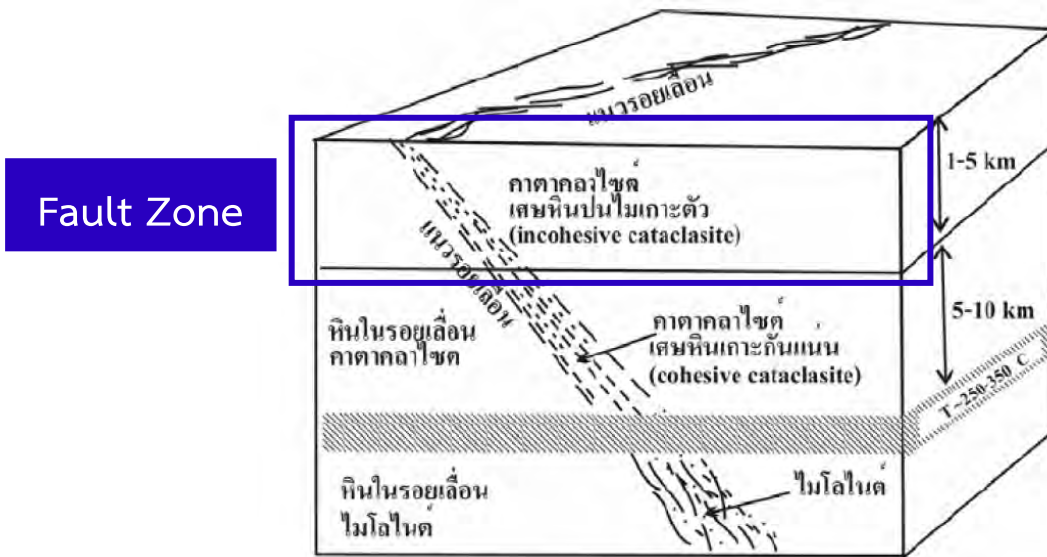 แนวรอยเลื่อน
1-5 km
Fault Zone
คาตาคลาไซต์
เศษหินป่นไม่เกาะตัว
(incohesive cataclasite)
แนวรอยเลื่อน
5-10 km
หินในรอยเลื่อน
คาตาคลาไซต์
คาตาคลาไซต์
เศษหินเกาะกันแน่น
(cohesive cataclasite)
T~250-350 C
ไมโลไนต์
หินในรอยเลื่อน
ไมโลไนต์